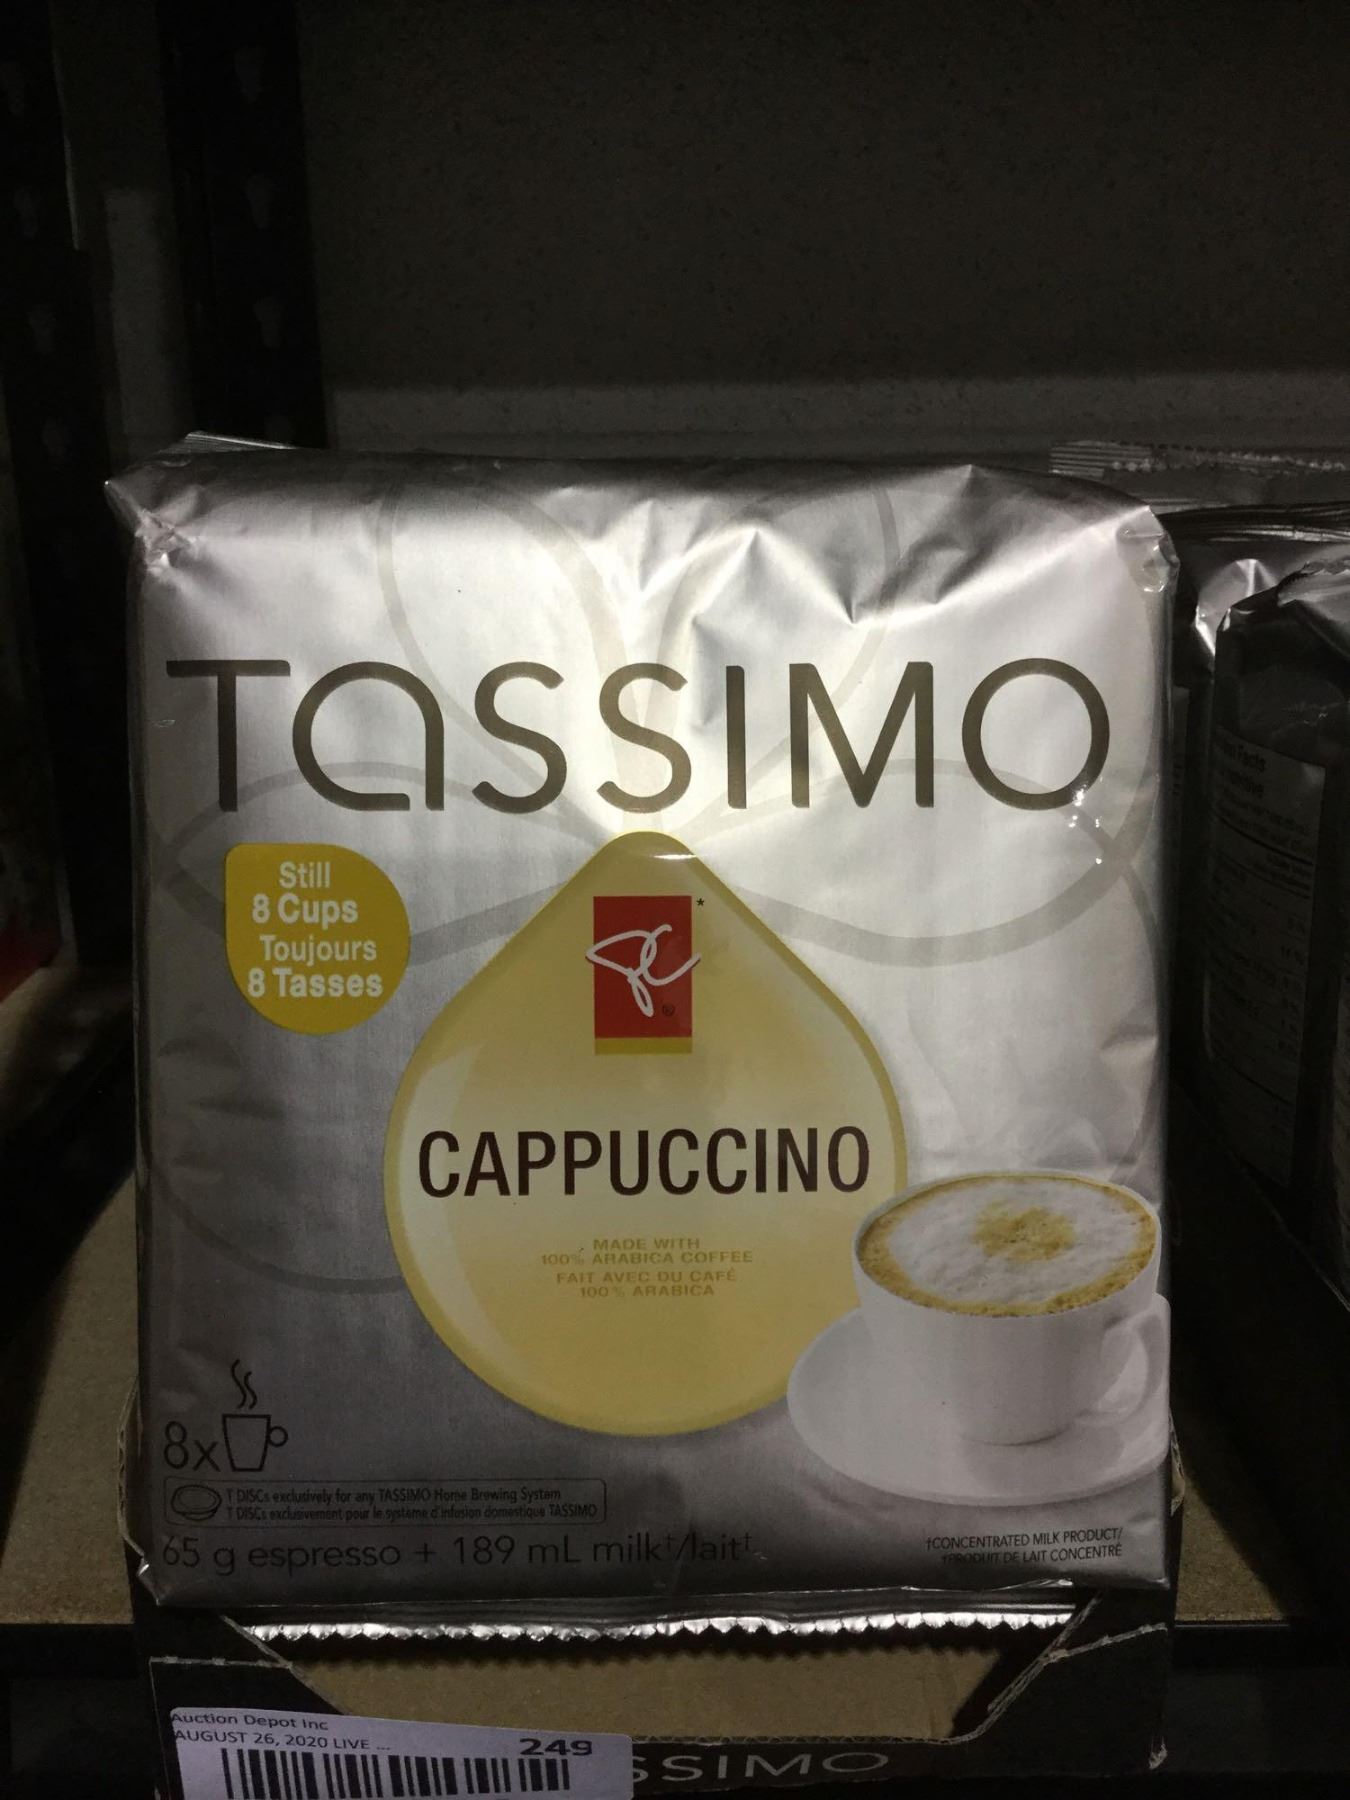 TASSIMO
Still
8 Cups
Toujours
8 Tasses
PC
CAPPUCCINO
MADE WITH
100% ARABICA COFFEE
FAIT AVEC DU CAFÉ
100% ARABICA
8x
T DISCs exclusively for any TASSIMO Home Brewing System
T DISCs exclusivement pour le système d'infusion domestique TASSIMO
65 g espresso + 189 mL milk†/lait†
†CONCENTRATED MILK PRODUCT/
†PRODUIT DE LAIT CONCENTRÉ
Auction Depot Inc
AUGUST 26, 2020 LIVE ...
249
SSIMO